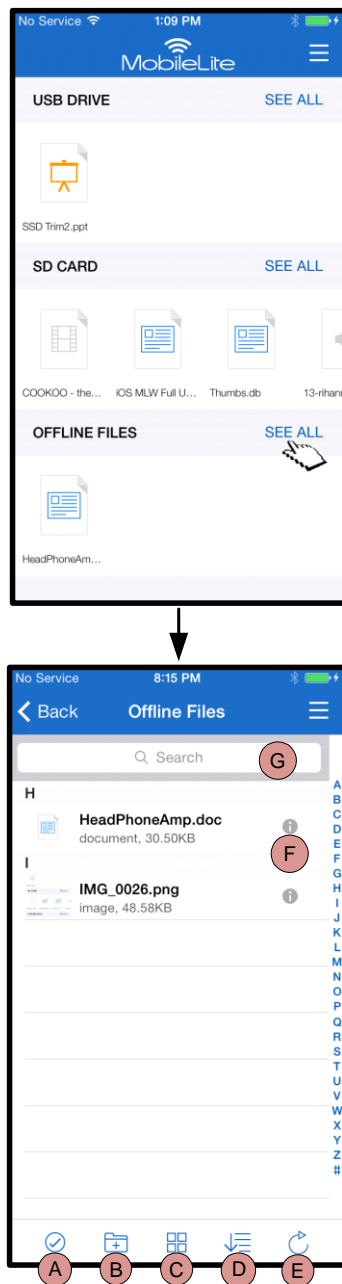 No Service 1:09 PM
MobileLite
USB DRIVE SEE ALL
SSD Trim2.ppt
SD CARD SEE ALL
COOKOO - the... iOS MLW Full U... Thumbs.db 13-rihann
OFFLINE FILES SEE ALL
HeadPhoneAm...
No Service 8:15 PM
Back Offline Files
Search G
H
HeadPhoneAmp.doc
document, 30.50KB
F
I
IMG_0026.png
image, 48.58KB
A
B
C
D
E
F
G
H
I
J
K
L
M
N
O
P
Q
R
S
T
U
V
W
X
Y
Z
#
A B C D E